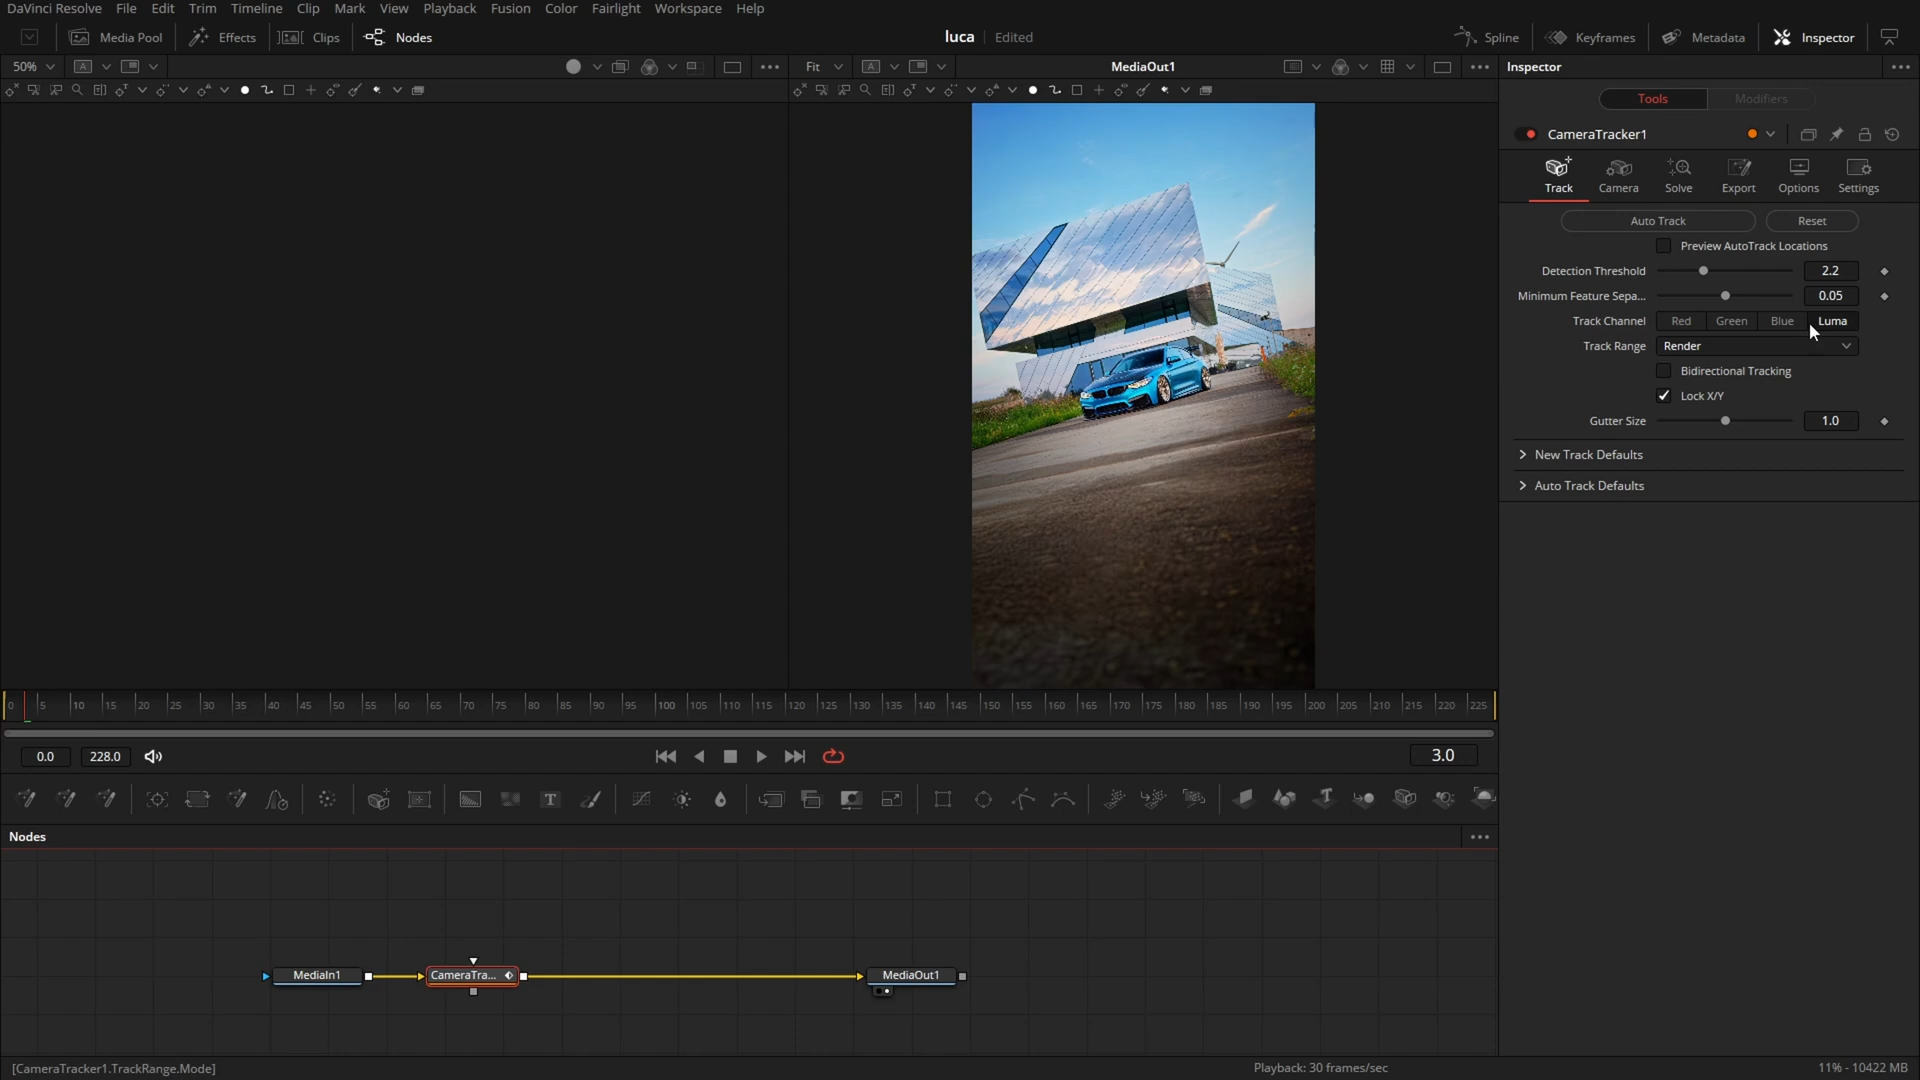 DaVinci Resolve File Edit Trim Timeline Clip Mark View Playback Fusion Color Fairlight Workspace Help
Media Pool Effects Clips Nodes luca Edited Spline Keyframes Metadata Inspector
50% A Fit A MediaOut1 Inspector
Tools Modifiers
CameraTracker1
Track Camera Solve Export Options Settings
Auto Track Reset
Preview AutoTrack Locations
Detection Threshold 2.2
Minimum Feature Sepa... 0.05
Track Channel Red Green Blue Luma
Track Range Render
Bidirectional Tracking
Lock X/Y
Gutter Size 1.0
New Track Defaults
Auto Track Defaults
0 5 10 15 20 25 30 35 40 45 50 55 60 65 70 75 80 85 90 95 100 105 110 115 120 125 130 135 140 145 150 155 160 165 170 175 180 185 190 195 200 205 210 215 220 225
0.0 228.0 3.0
T T
Nodes
MediaIn1 CameraTra... MediaOut1
[CameraTracker1.TrackRange.Mode] Playback: 30 frames/sec 11% - 10422 MB